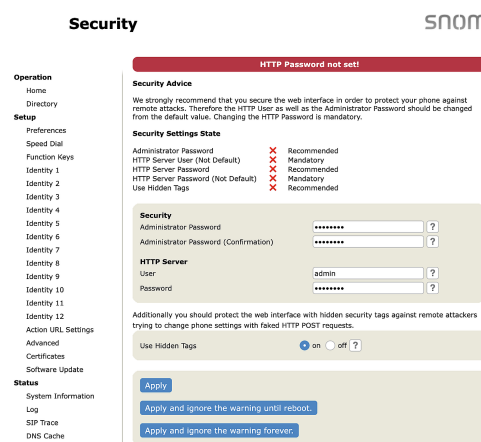 Security
snom
HTTP Password not set!
Operation
Home
Directory
Setup
Preferences
Speed Dial
Function Keys
Identity 1
Identity 2
Identity 3
Identity 4
Identity 5
Identity 6
Identity 7
Identity 8
Identity 9
Identity 10
Identity 11
Identity 12
Action URL Settings
Advanced
Certificates
Software Update
Status
System Information
Log
SIP Trace
DNS Cache
Security Advice
We strongly recommend that you secure the web interface in order to protect your phone against
remote attacks. Therefore the HTTP User as well as the Administrator Password should be changed
from the default value. Changing the HTTP Password is mandatory.
Security Settings State
Administrator Password Recommended
HTTP Server User (Not Default) Mandatory
HTTP Server Password Recommended
HTTP Server Password (Not Default) Mandatory
Use Hidden Tags Recommended
Security
Administrator Password •••••••• ?
Administrator Password (Confirmation) •••••••• ?
HTTP Server
User admin ?
Password •••••••• ?
Additionally you should protect the web interface with hidden security tags against remote attackers
trying to change phone settings with faked HTTP POST requests.
Use Hidden Tags on off ?
Apply
Apply and ignore the warning until reboot.
Apply and ignore the warning forever.